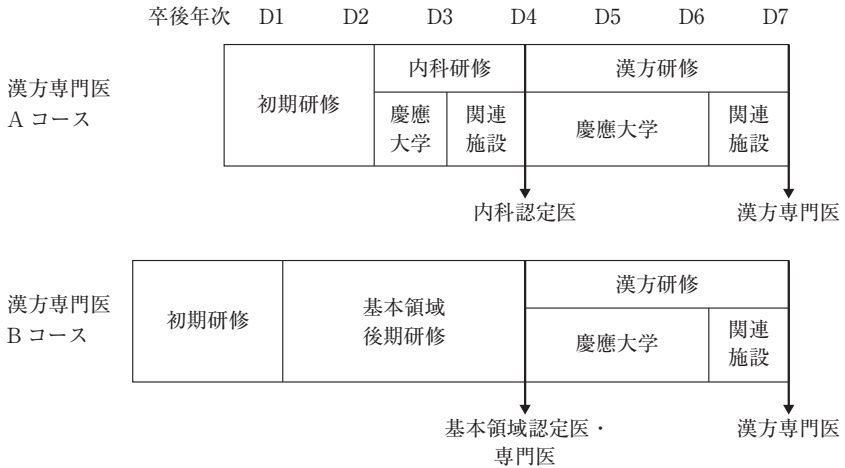 卒後年次 D1 D2 D3 D4 D5 D6 D7
漢方専門医
A コース
初期研修
内科研修
慶應
大学
関連
施設
漢方研修
慶應大学
関連
施設
内科認定医
漢方専門医
漢方専門医
B コース
初期研修
基本領域
後期研修
漢方研修
慶應大学
関連
施設
基本領域認定医・
専門医
漢方専門医